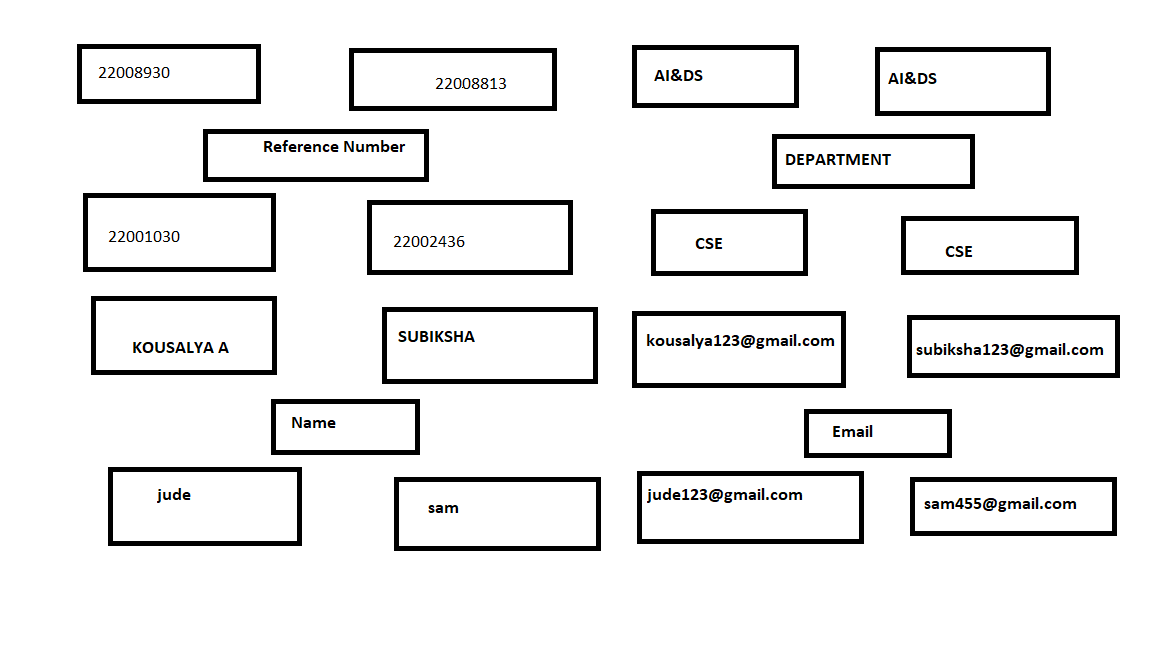 22008930
22008813
AI&DS
AI&DS
Reference Number
DEPARTMENT
22001030
22002436
CSE
CSE
KOUSALYA A
SUBIKSHA
kousalya123@gmail.com
subiksha123@gmail.com
Name
Email
jude
sam
jude123@gmail.com
sam455@gmail.com